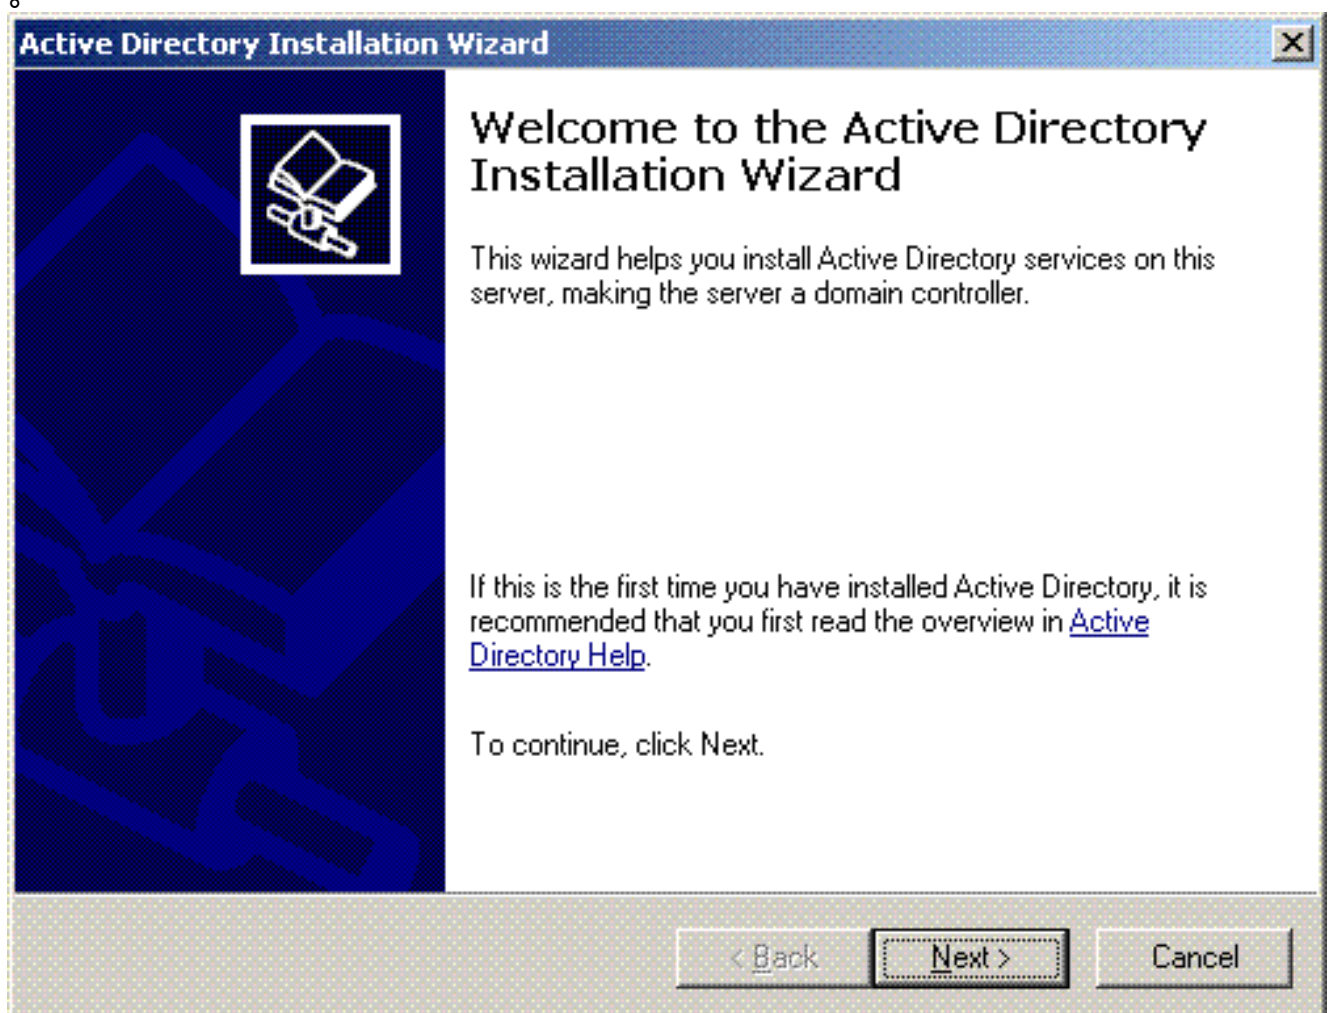 Active Directory Installation Wizard
Welcome to the Active Directory
Installation Wizard
This wizard helps you install Active Directory services on this
server, making the server a domain controller.
If this is the first time you have installed Active Directory, it is
recommended that you first read the overview in Active
Directory Help.
To continue, click Next.
< Back Next > Cancel